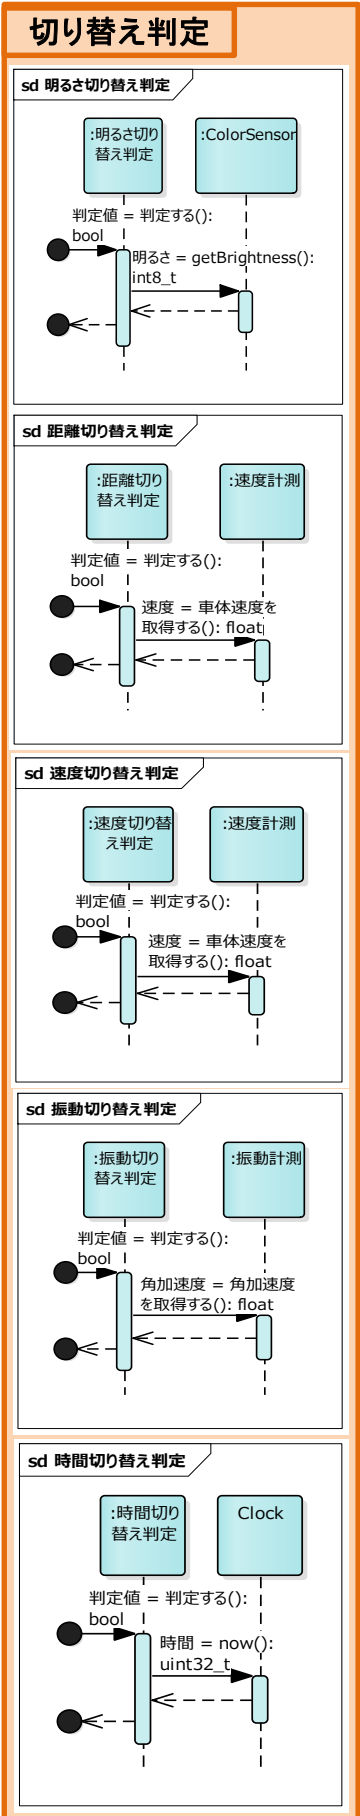 切り替え判定
sd 明るさ切り替え判定
:明るさ切り
替え判定
:ColorSensor
判定値 = 判定する():
bool
明るさ = getBrightness():
int8_t
sd 距離切り替え判定
:距離切り
替え判定
:速度計測
判定値 = 判定する():
bool
速度 = 車体速度を
取得する(): float
sd 速度切り替え判定
:速度切り替
え判定
:速度計測
判定値 = 判定する():
bool
速度 = 車体速度を
取得する(): float
sd 振動切り替え判定
:振動切り
替え判定
:振動計測
判定値 = 判定する():
bool
角加速度 = 角加速度
を取得する(): float
sd 時間切り替え判定
:時間切り
替え判定
Clock
判定値 = 判定する():
bool
時間 = now():
uint32_t